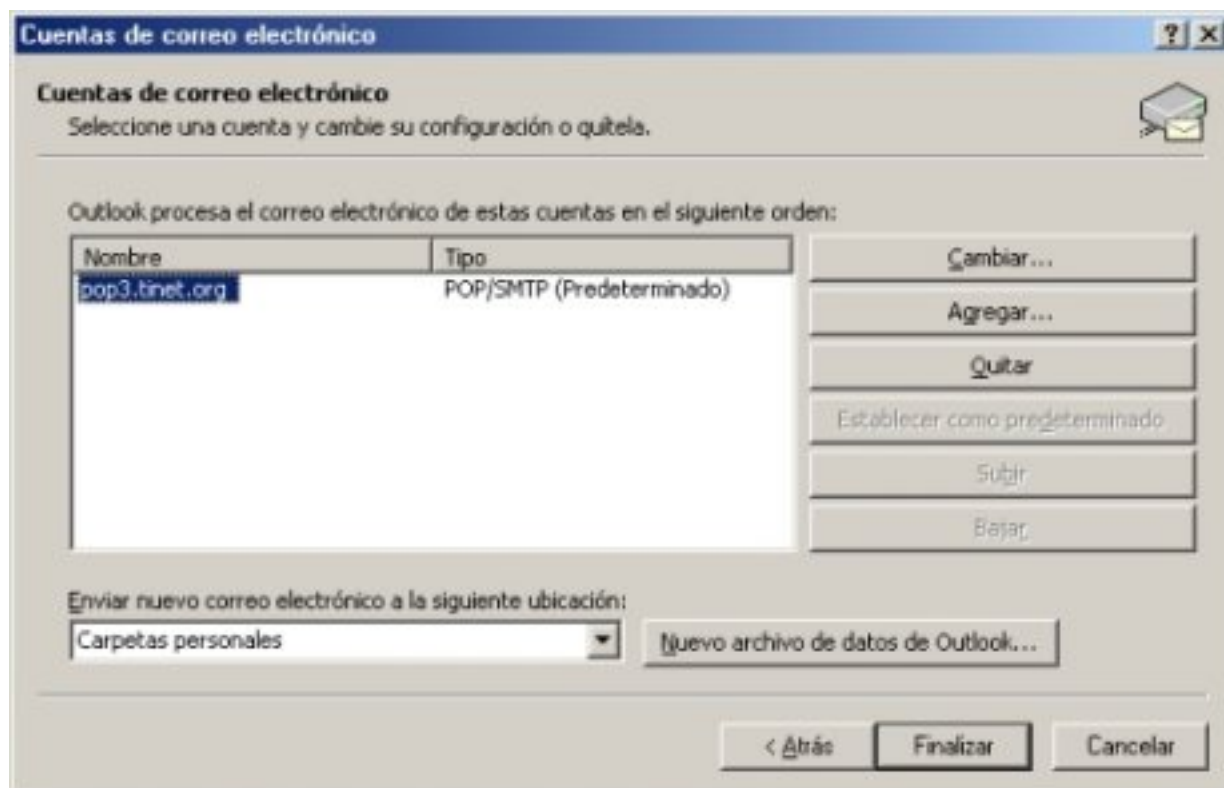 Cuentas de correo electrónico
Cuentas de correo electrónico
Seleccione una cuenta y cambie su configuración o quítela.
Outlook procesa el correo electrónico de estas cuentas en el siguiente orden:
Nombre Tipo
pop3.tinet.org POP/SMTP (Predeterminado)
Cambiar...
Agregar...
Quitar
Establecer como predeterminado
Subir
Bajar
Enviar nuevo correo electrónico a la siguiente ubicación:
Carpetas personales Nuevo archivo de datos de Outlook...
< Atrás Finalizar Cancelar